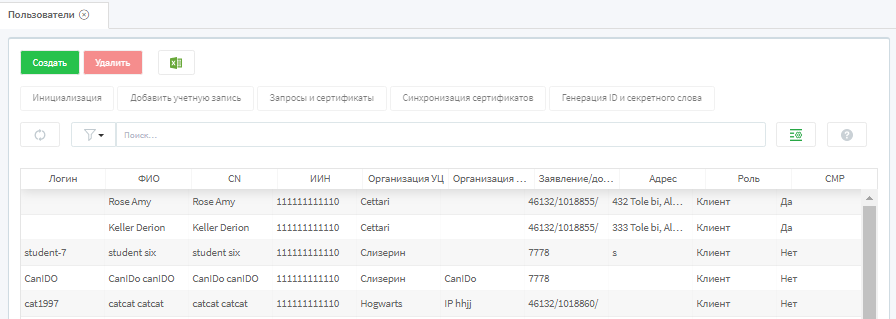 Пользователи
Создать Удалить
Инициализация Добавить учетную запись Запросы и сертификаты Синхронизация сертификатов Генерация ID и секретного слова
Поиск...
Логин ФИО CN ИИН Организация УЦ Организация ... Заявление/до... Адрес Роль СМР
Rose Amy Rose Amy 111111111110 Cettari 46132/1018855/ 432 Tole bi, Al... Клиент Да
Keller Derion Keller Derion 111111111110 Cettari 46132/1018855/ 333 Tole bi, Al... Клиент Да
student-7 student six student six 111111111110 Слизерин 7778 s Клиент Нет
CanIDO CanIDo canIDO CanIDo canIDO 111111111110 Слизерин CanIDo 7778 Клиент Нет
cat1997 catcat catcat catcat catcat 111111111110 Hogwarts IP hhjj 46132/1018860/ Клиент Нет